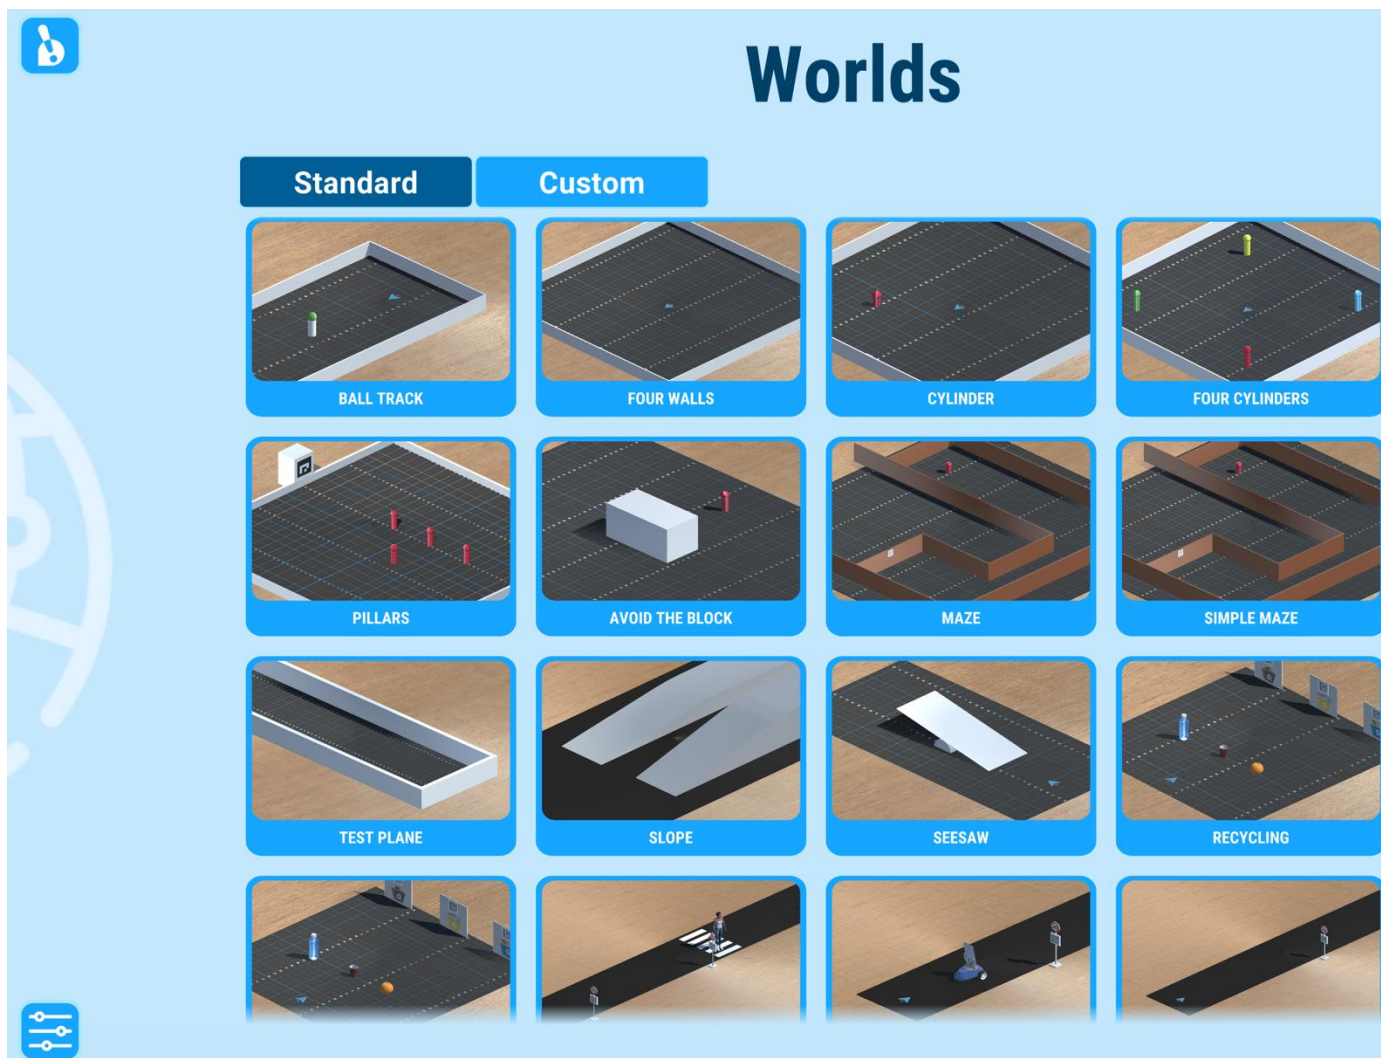 Worlds
Standard
Custom
BALL TRACK
FOUR WALLS
CYLINDER
FOUR CYLINDERS
PILLARS
AVOID THE BLOCK
MAZE
SIMPLE MAZE
TEST PLANE
SLOPE
SEESAW
RECYCLING